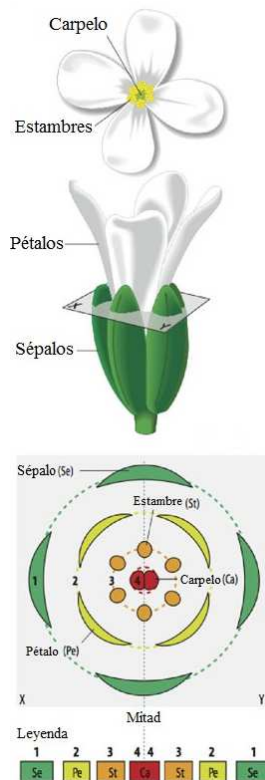 Carpelo
Estambres
Pétalos
X
Y
Sépalos
Sépalo (Se)
Estambre (St)
1 2 3 4
Carpelo (Ca)
Pétalo (Pe)
X Y
Mitad
Leyenda
1 2 3 4 4 3 2 1
Se Pe St Ca St Pe Se